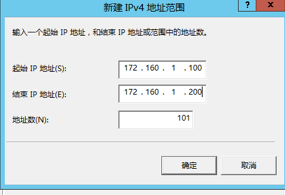 新建 IPv4 地址范围
? ×
输入一个起始 IP 地址，和结束 IP 地址或范围中的地址数。
起始 IP 地址(S): 172 . 160 . 1 . 100
结束 IP 地址(E): 172 . 160 . 1 . 200
地址数(N): 101
确定 取消